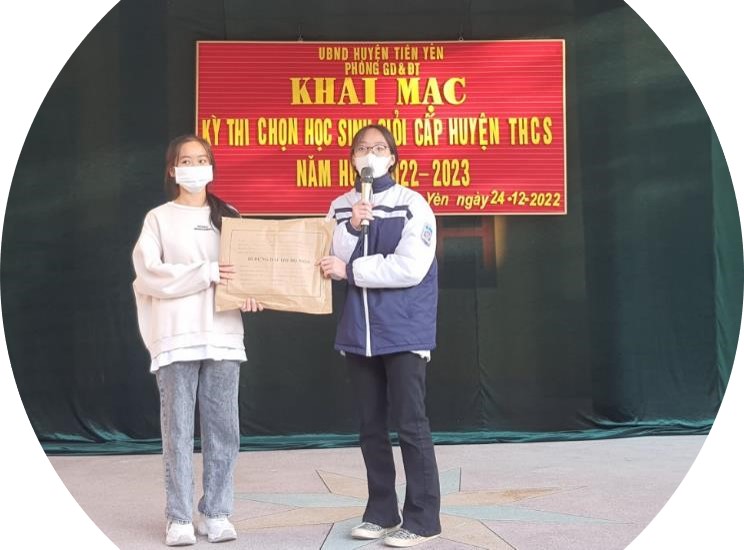 UBND HUYỆN TIÊN YÊN
PHÒNG GD&ĐT
KHAI MẠC
KỲ THI CHỌN HỌC SINH GIỎI CẤP HUYỆN THCS
NĂM HỌC 2022-2023
Yên ngày 24-12-2022